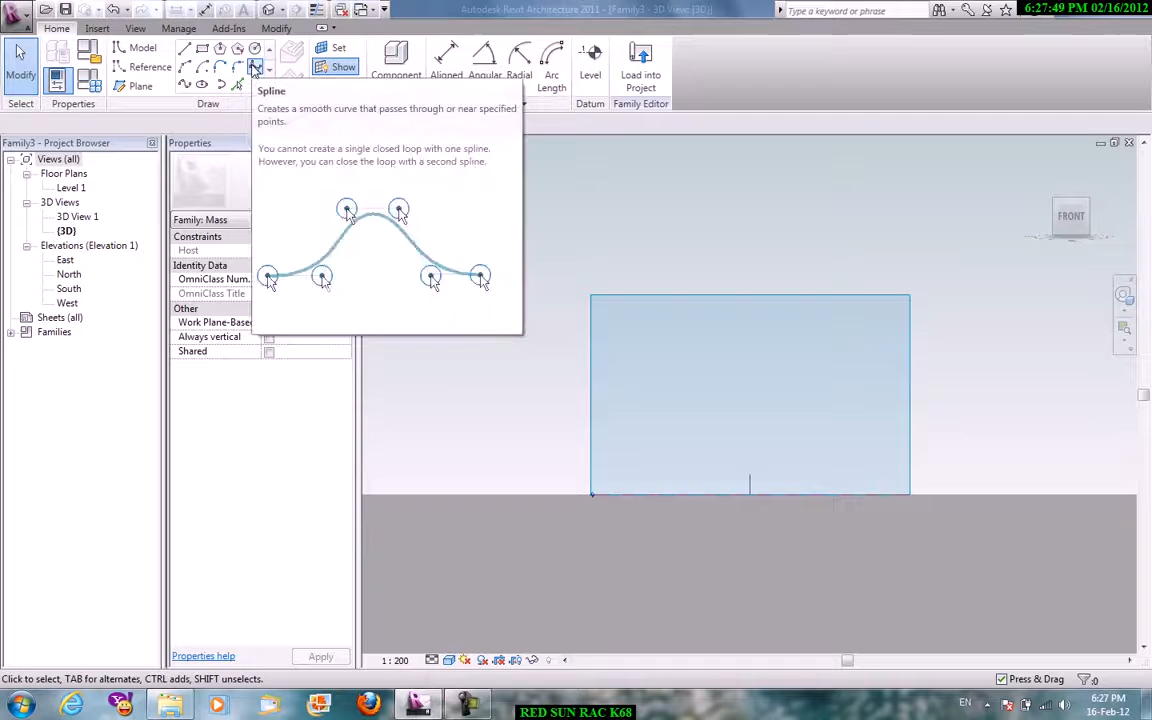 Autodesk Revit Architecture 2011 - [Family3 - 3D View: {3D}]
Type a keyword or phrase
6:27:49 PM 02/16/2012
Home
Insert
View
Manage
Add-Ins
Modify
Modify
Model
Reference
Plane
Set
Show
Component
Aligned
Angular
Radial
Arc
Length
Level
Load into
Project
Select
Properties
Draw
Datum
Family Editor
Family3 - Project Browser
Views (all)
Floor Plans
Level 1
3D Views
3D View 1
{3D}
Elevations (Elevation 1)
East
North
South
West
Sheets (all)
Families
Properties
Family: Mass
Constraints
Host
Identity Data
OmniClass Num...
OmniClass Title
Other
Work Plane-Based
Always vertical
Shared
Properties help
Apply
Spline
Creates a smooth curve that passes through or near specified
points.
You cannot create a single closed loop with one spline.
However, you can close the loop with a second spline.
FRONT
1 : 200
Click to select, TAB for alternates, CTRL adds, SHIFT unselects.
Press & Drag
:0
EN
6:27 PM
16-Feb-12
RED SUN RAC K68